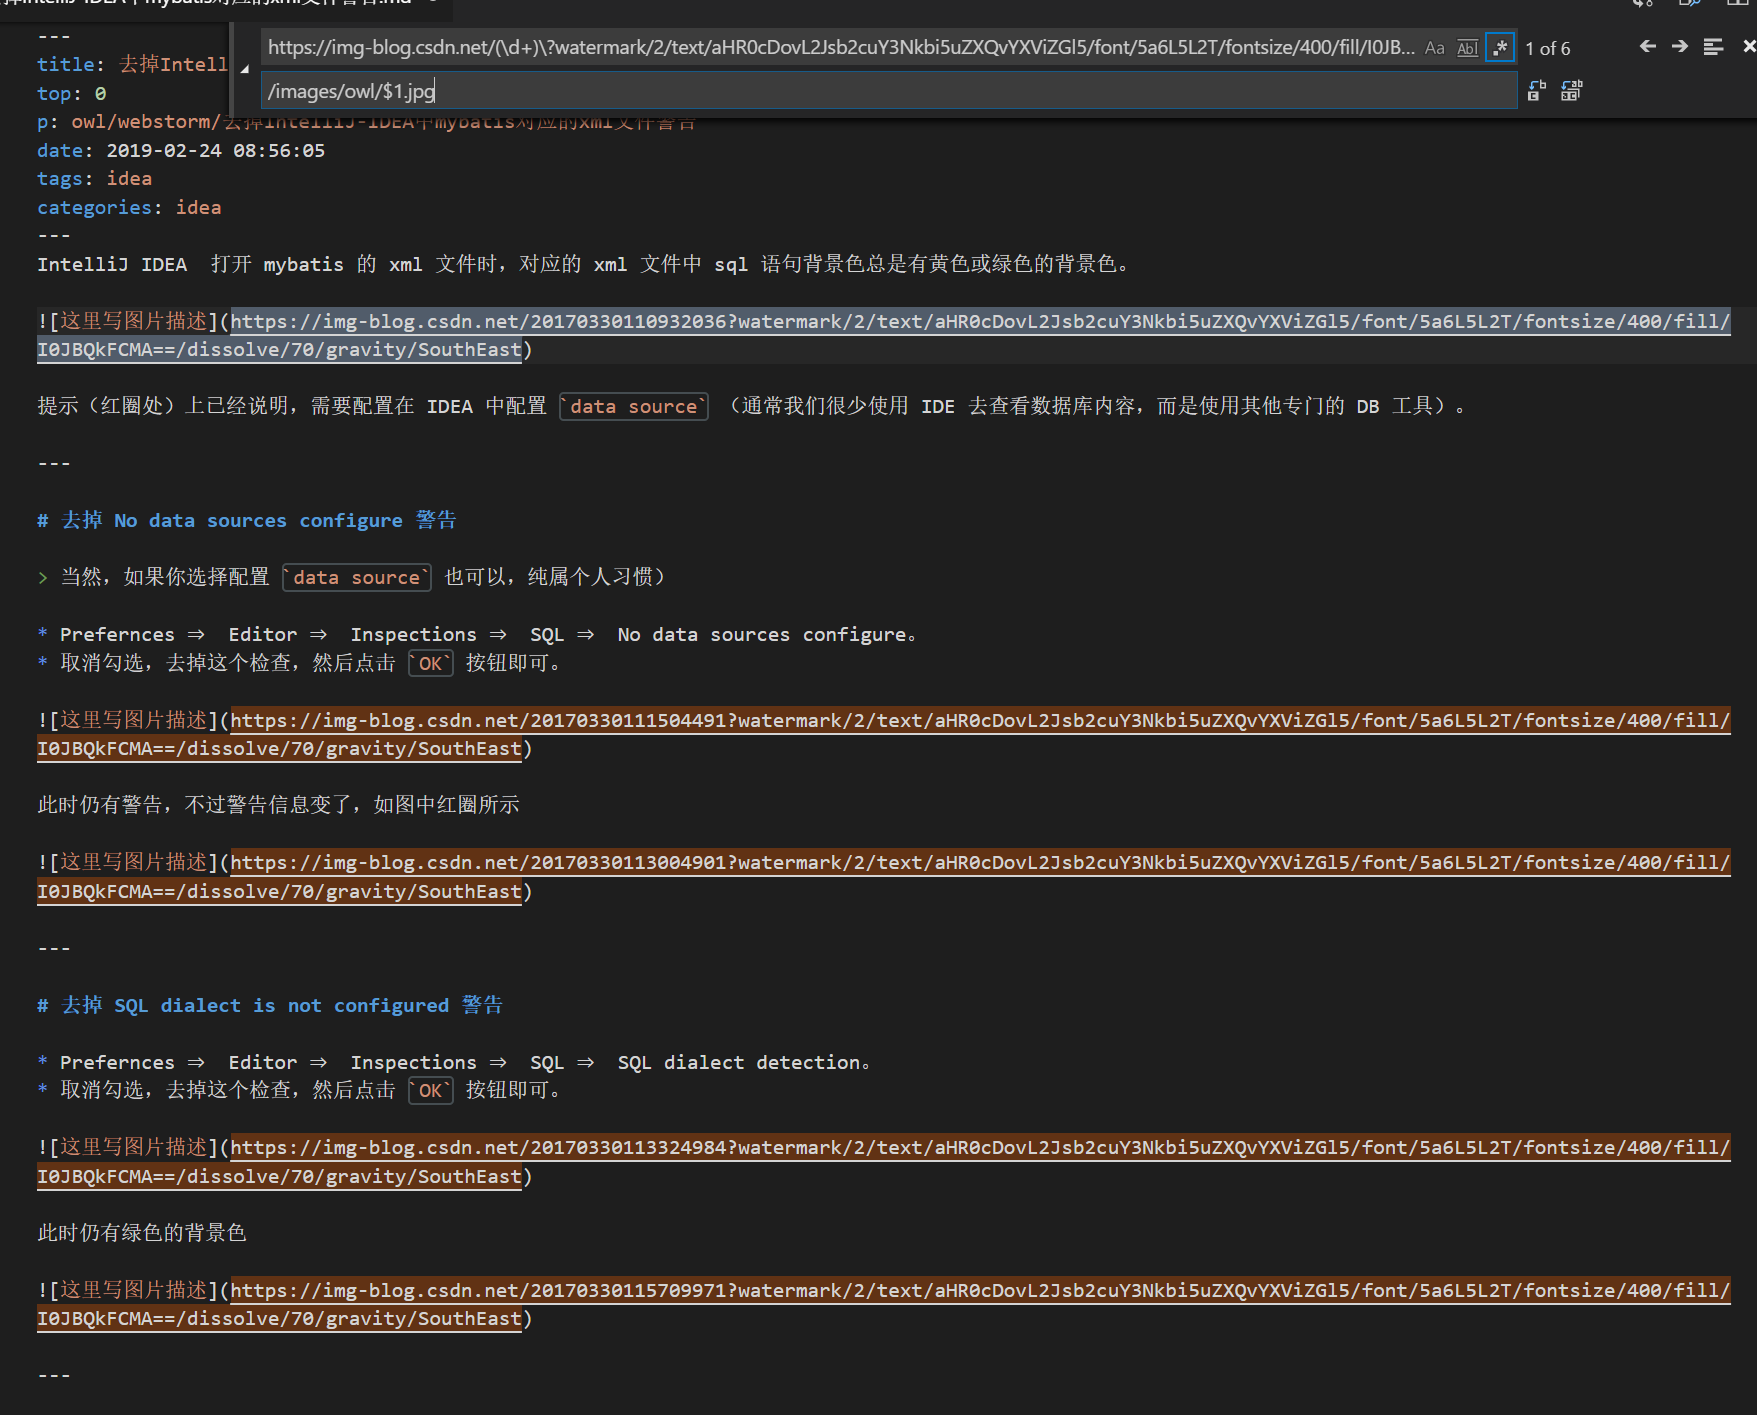 https://img-blog.csdn.net/(\d+)\?watermark/2/text/aHR0cDovL2Jsb2cuY3Nkbi5uZXQvYXViZGl5/font/5a6L5L2T/fontsize/400/fill/I0JB... Aa Abl .* 1 of 6
/images/owl/$1.jpg
---
title: 去掉Intell
top: 0
p: owl/webstorm/去掉IntelliJ-IDEA中mybatis对应的xml文件警告
date: 2019-02-24 08:56:05
tags: idea
categories: idea
---
IntelliJ IDEA  打开 mybatis 的 xml 文件时，对应的 xml 文件中 sql 语句背景色总是有黄色或绿色的背景色。
![这里写图片描述](https://img-blog.csdn.net/20170330110932036?watermark/2/text/aHR0cDovL2Jsb2cuY3Nkbi5uZXQvYXViZGl5/font/5a6L5L2T/fontsize/400/fill/
I0JBQkFCMA==/dissolve/70/gravity/SouthEast)
提示（红圈处）上已经说明，需要配置在 IDEA 中配置 `data source` （通常我们很少使用 IDE 去查看数据库内容，而是使用其他专门的 DB 工具）。
---
# 去掉 No data sources configure 警告
> 当然，如果你选择配置 `data source` 也可以，纯属个人习惯）
* Prefernces ⇒  Editor ⇒  Inspections ⇒  SQL ⇒  No data sources configure。
* 取消勾选，去掉这个检查，然后点击 `OK` 按钮即可。
![这里写图片描述](https://img-blog.csdn.net/20170330111504491?watermark/2/text/aHR0cDovL2Jsb2cuY3Nkbi5uZXQvYXViZGl5/font/5a6L5L2T/fontsize/400/fill/
I0JBQkFCMA==/dissolve/70/gravity/SouthEast)
此时仍有警告，不过警告信息变了，如图中红圈所示
![这里写图片描述](https://img-blog.csdn.net/20170330113004901?watermark/2/text/aHR0cDovL2Jsb2cuY3Nkbi5uZXQvYXViZGl5/font/5a6L5L2T/fontsize/400/fill/
I0JBQkFCMA==/dissolve/70/gravity/SouthEast)
---
# 去掉 SQL dialect is not configured 警告
* Prefernces ⇒  Editor ⇒  Inspections ⇒  SQL ⇒  SQL dialect detection。
* 取消勾选，去掉这个检查，然后点击 `OK` 按钮即可。
![这里写图片描述](https://img-blog.csdn.net/20170330113324984?watermark/2/text/aHR0cDovL2Jsb2cuY3Nkbi5uZXQvYXViZGl5/font/5a6L5L2T/fontsize/400/fill/
I0JBQkFCMA==/dissolve/70/gravity/SouthEast)
此时仍有绿色的背景色
![这里写图片描述](https://img-blog.csdn.net/20170330115709971?watermark/2/text/aHR0cDovL2Jsb2cuY3Nkbi5uZXQvYXViZGl5/font/5a6L5L2T/fontsize/400/fill/
I0JBQkFCMA==/dissolve/70/gravity/SouthEast)
---